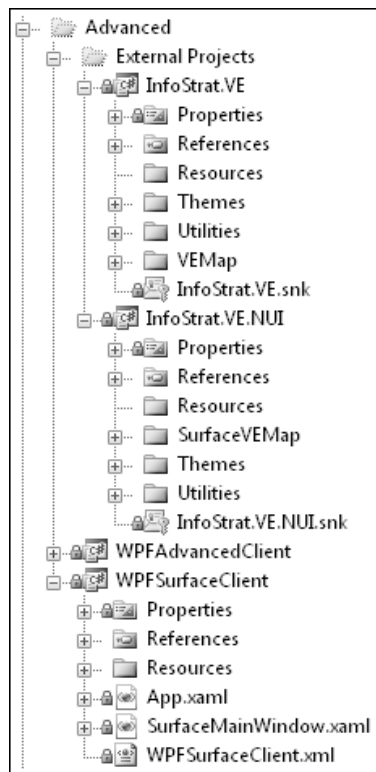 Advanced
External Projects
InfoStrat.VE
Properties
References
Resources
Themes
Utilities
VEMap
InfoStrat.VE.snk
InfoStrat.VE.NUI
Properties
References
Resources
SurfaceVEMap
Themes
Utilities
InfoStrat.VE.NUI.snk
WPFAdvancedClient
WPFSurfaceClient
Properties
References
Resources
App.xaml
SurfaceMainWindow.xaml
WPFSurfaceClient.xml